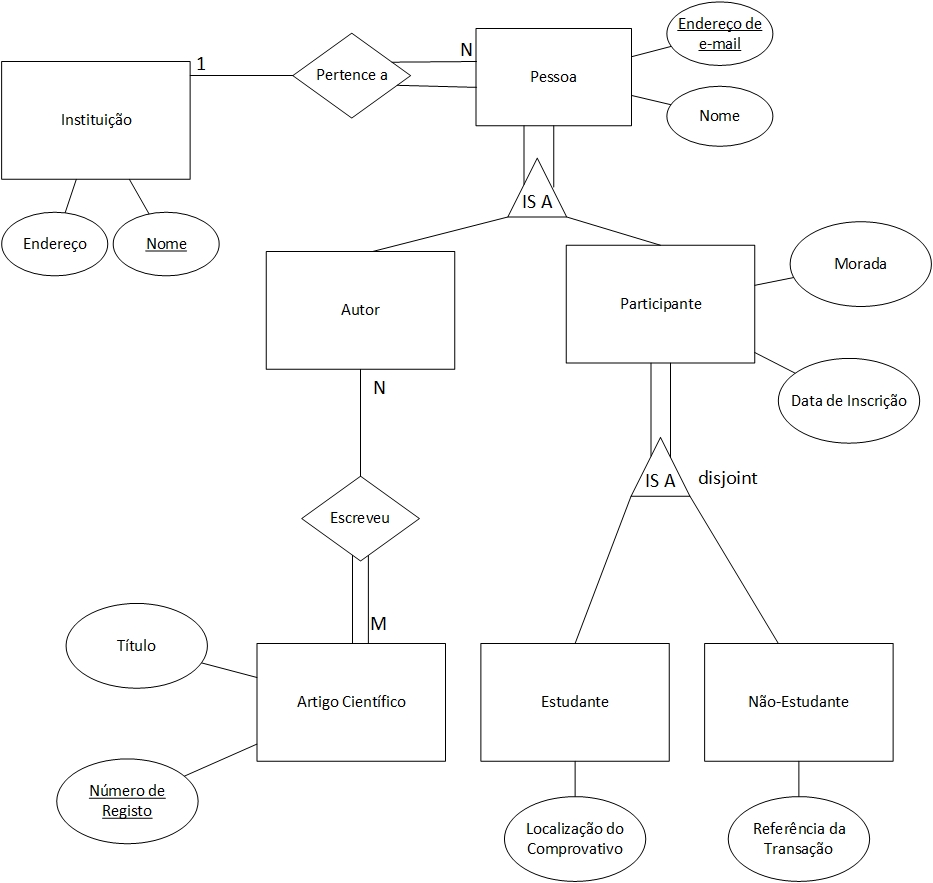 Endereço de
e-mail
1
N
Pertence a
Pessoa
Instituição
Nome
Endereço
Nome
IS A
Autor
Participante
Morada
Data de Inscrição
N
IS A
disjoint
Escreveu
M
Título
Artigo Científico
Estudante
Não-Estudante
Número de
Registo
Localização do
Comprovativo
Referência da
Transação